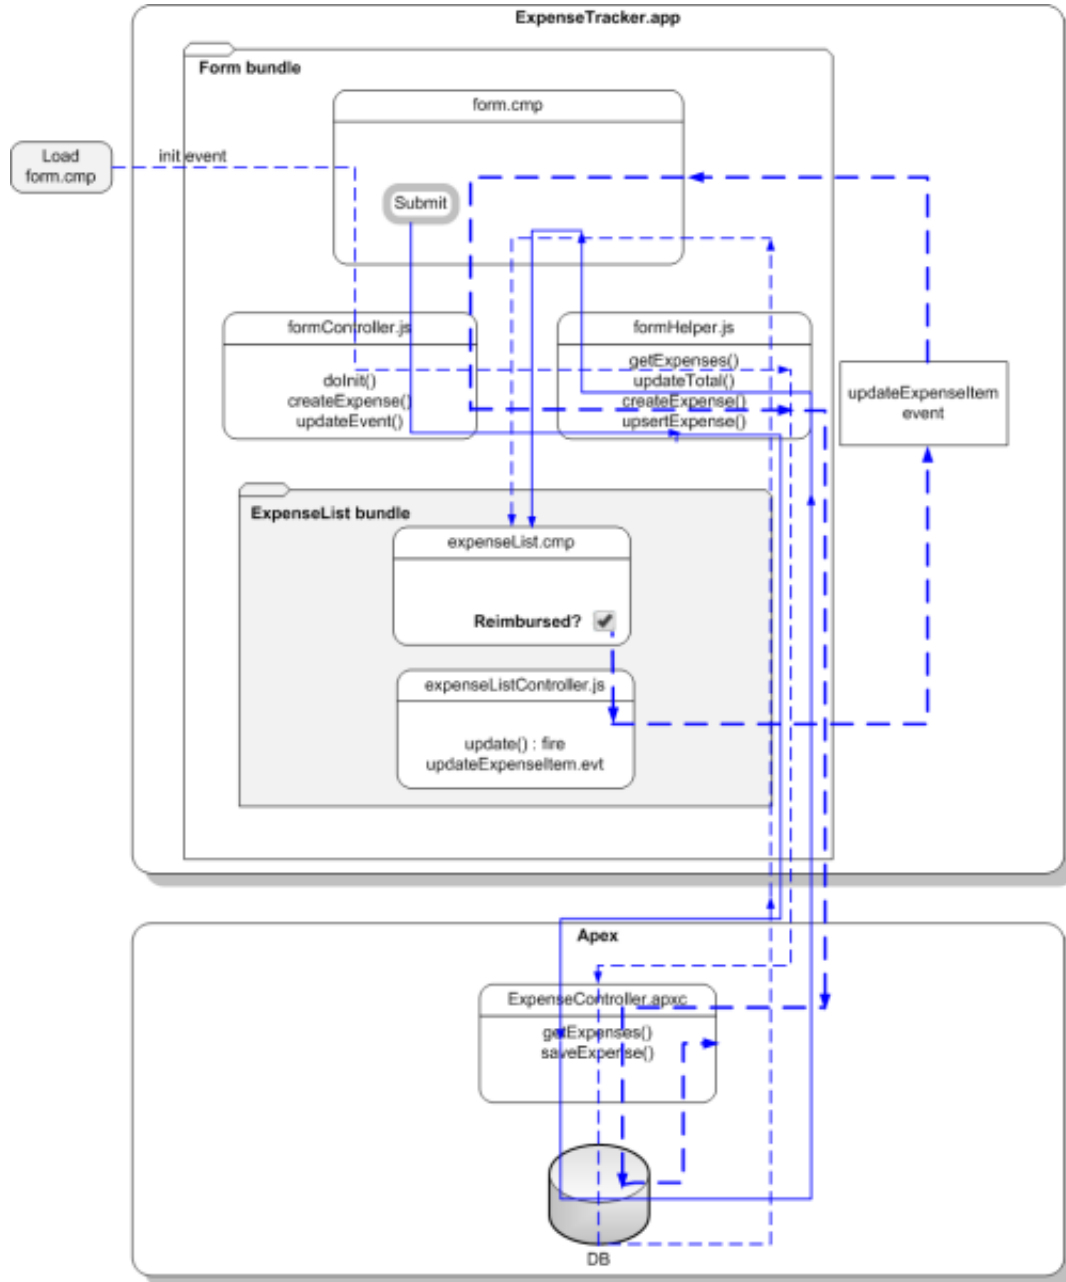 ExpenseTracker.app
Form bundle
form.cmp
Load
form.cmp
init event
Submit
formController.js
doInit()
createExpense()
updateEvent()
formHelper.js
getExpenses()
updateTotal()
createExpense()
upsertExpense()
updateExpenseItem
event
ExpenseList bundle
expenseList.cmp
Reimbursed?
expenseListController.js
update() : fire
updateExpenseItem.evt
Apex
ExpenseController.apxc
getExpenses()
saveExpense()
DB